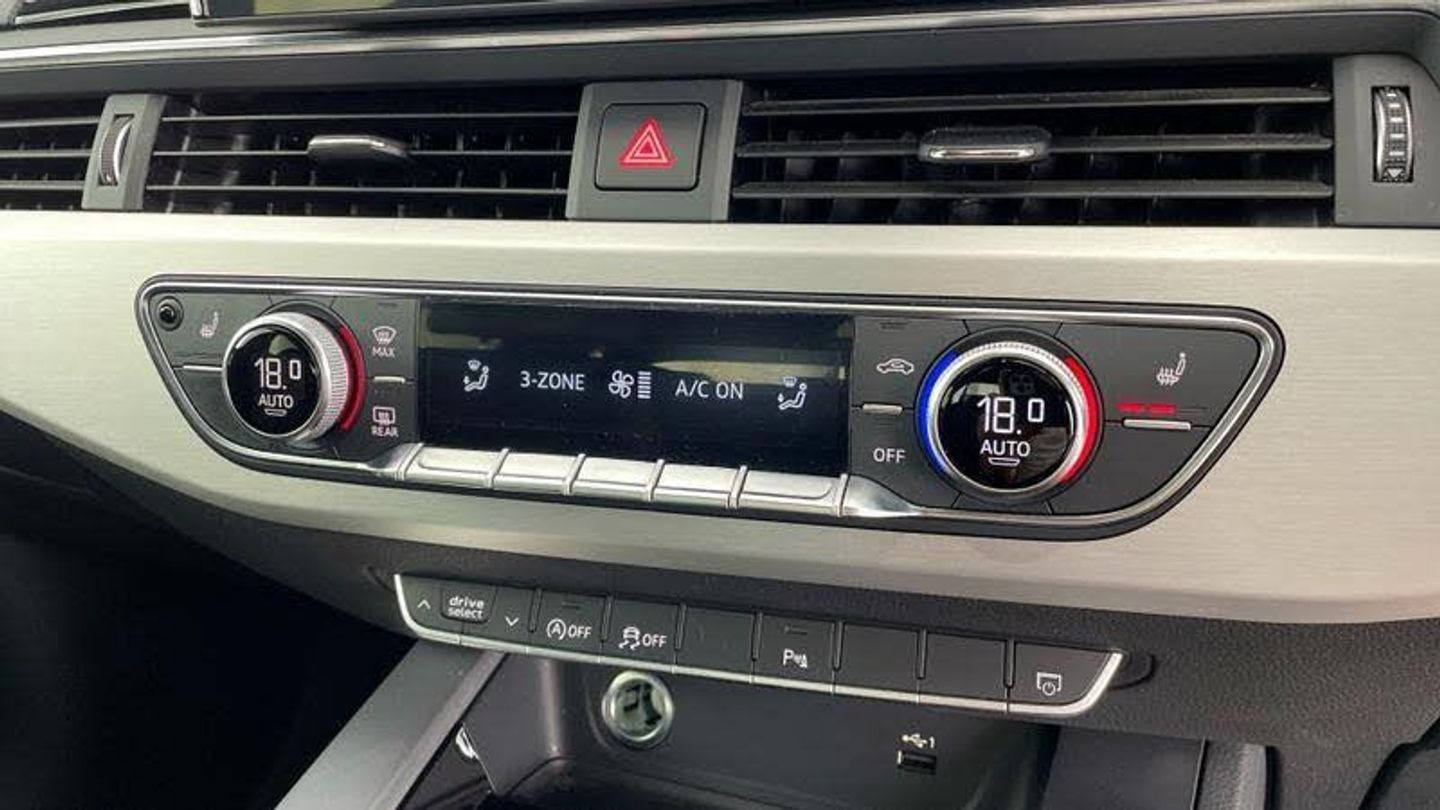 18.0
AUTO
MAX
REAR
3-ZONE
A/C ON
OFF
18.0
AUTO
drive
select
A OFF
OFF
P
1